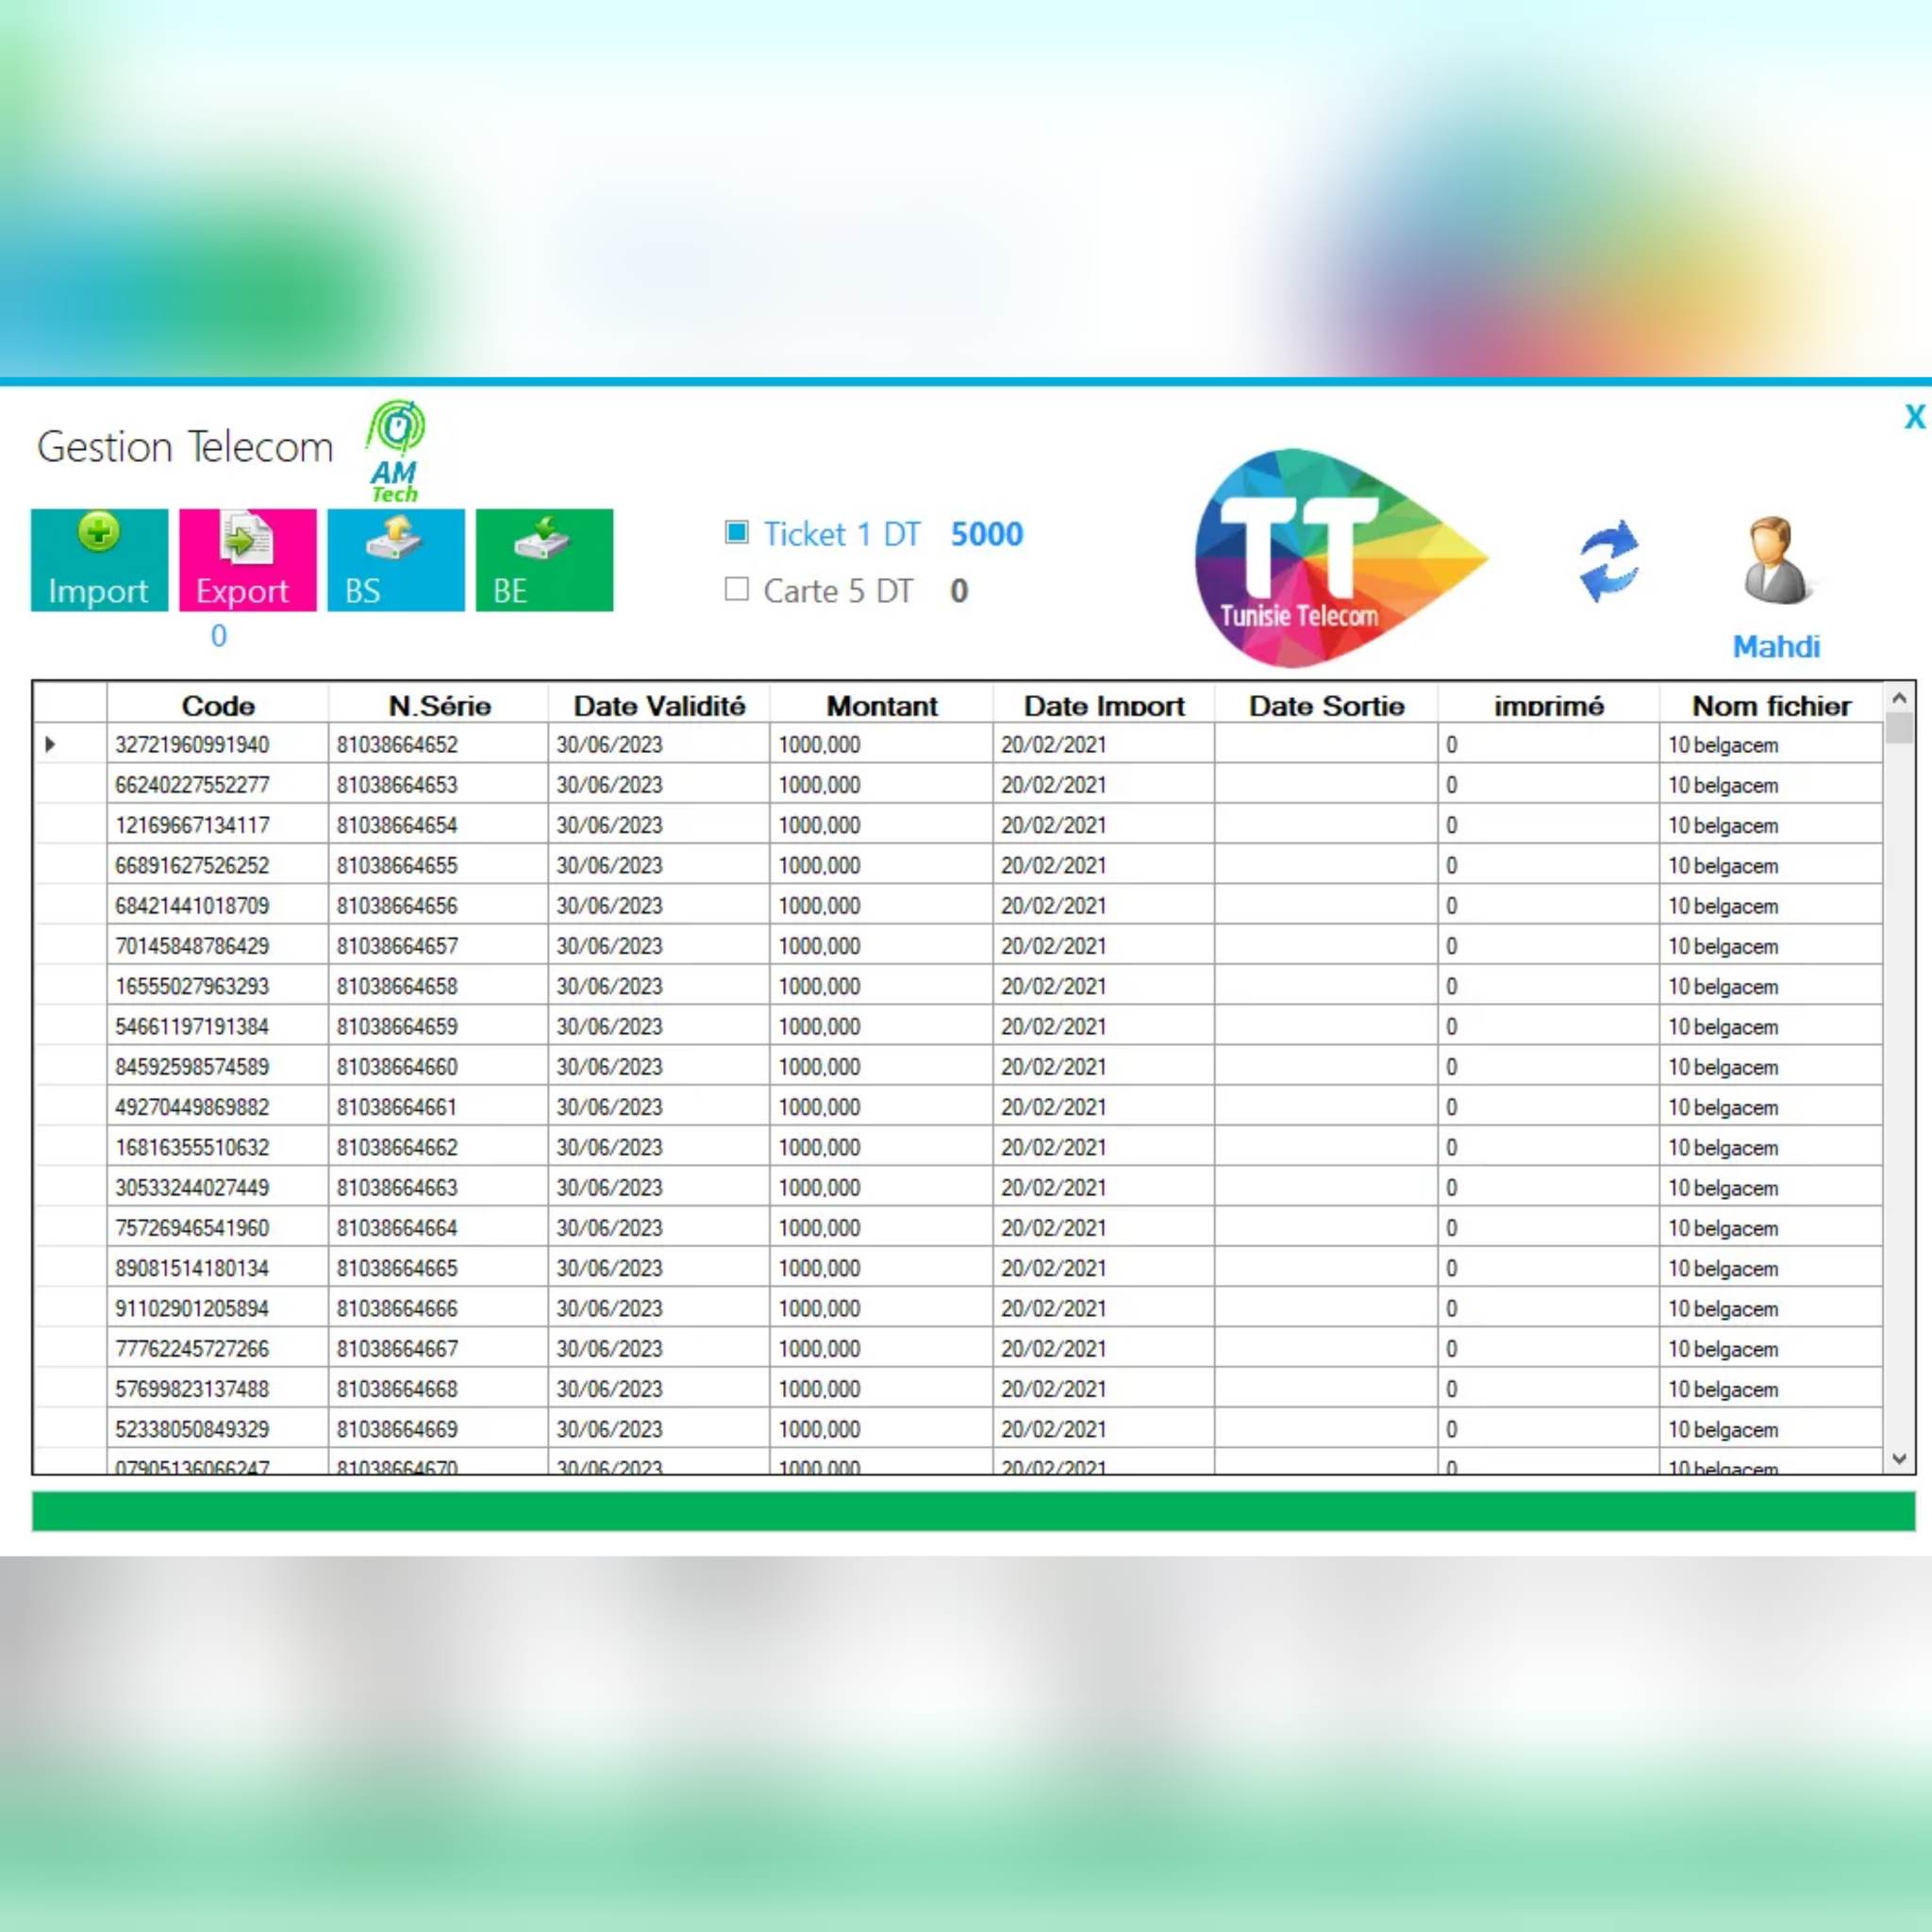 X
Gestion Telecom
AM
Tech
Import
Export
BS
BE
0
Ticket 1 DT 5000
Carte 5 DT 0
TT
Tunisie Telecom
Mahdi
Code N.Série Date Validité Montant Date Import Date Sortie imprimé Nom fichier
32721960991940 81038664652 30/06/2023 1000,000 20/02/2021 0 10 belgacem
66240227552277 81038664653 30/06/2023 1000,000 20/02/2021 0 10 belgacem
12169667134117 81038664654 30/06/2023 1000,000 20/02/2021 0 10 belgacem
66891627526252 81038664655 30/06/2023 1000,000 20/02/2021 0 10 belgacem
68421441018709 81038664656 30/06/2023 1000,000 20/02/2021 0 10 belgacem
70145848786429 81038664657 30/06/2023 1000,000 20/02/2021 0 10 belgacem
16555027963293 81038664658 30/06/2023 1000,000 20/02/2021 0 10 belgacem
54661197191384 81038664659 30/06/2023 1000,000 20/02/2021 0 10 belgacem
84592598574589 81038664660 30/06/2023 1000,000 20/02/2021 0 10 belgacem
49270449869882 81038664661 30/06/2023 1000,000 20/02/2021 0 10 belgacem
16816355510632 81038664662 30/06/2023 1000,000 20/02/2021 0 10 belgacem
30533244027449 81038664663 30/06/2023 1000,000 20/02/2021 0 10 belgacem
75726946541960 81038664664 30/06/2023 1000,000 20/02/2021 0 10 belgacem
89081514180134 81038664665 30/06/2023 1000,000 20/02/2021 0 10 belgacem
91102901205894 81038664666 30/06/2023 1000,000 20/02/2021 0 10 belgacem
77762245727266 81038664667 30/06/2023 1000,000 20/02/2021 0 10 belgacem
57699823137488 81038664668 30/06/2023 1000,000 20/02/2021 0 10 belgacem
52338050849329 81038664669 30/06/2023 1000,000 20/02/2021 0 10 belgacem
07905136066247 81038664670 30/06/2023 1000,000 20/02/2021 0 10 belgacem